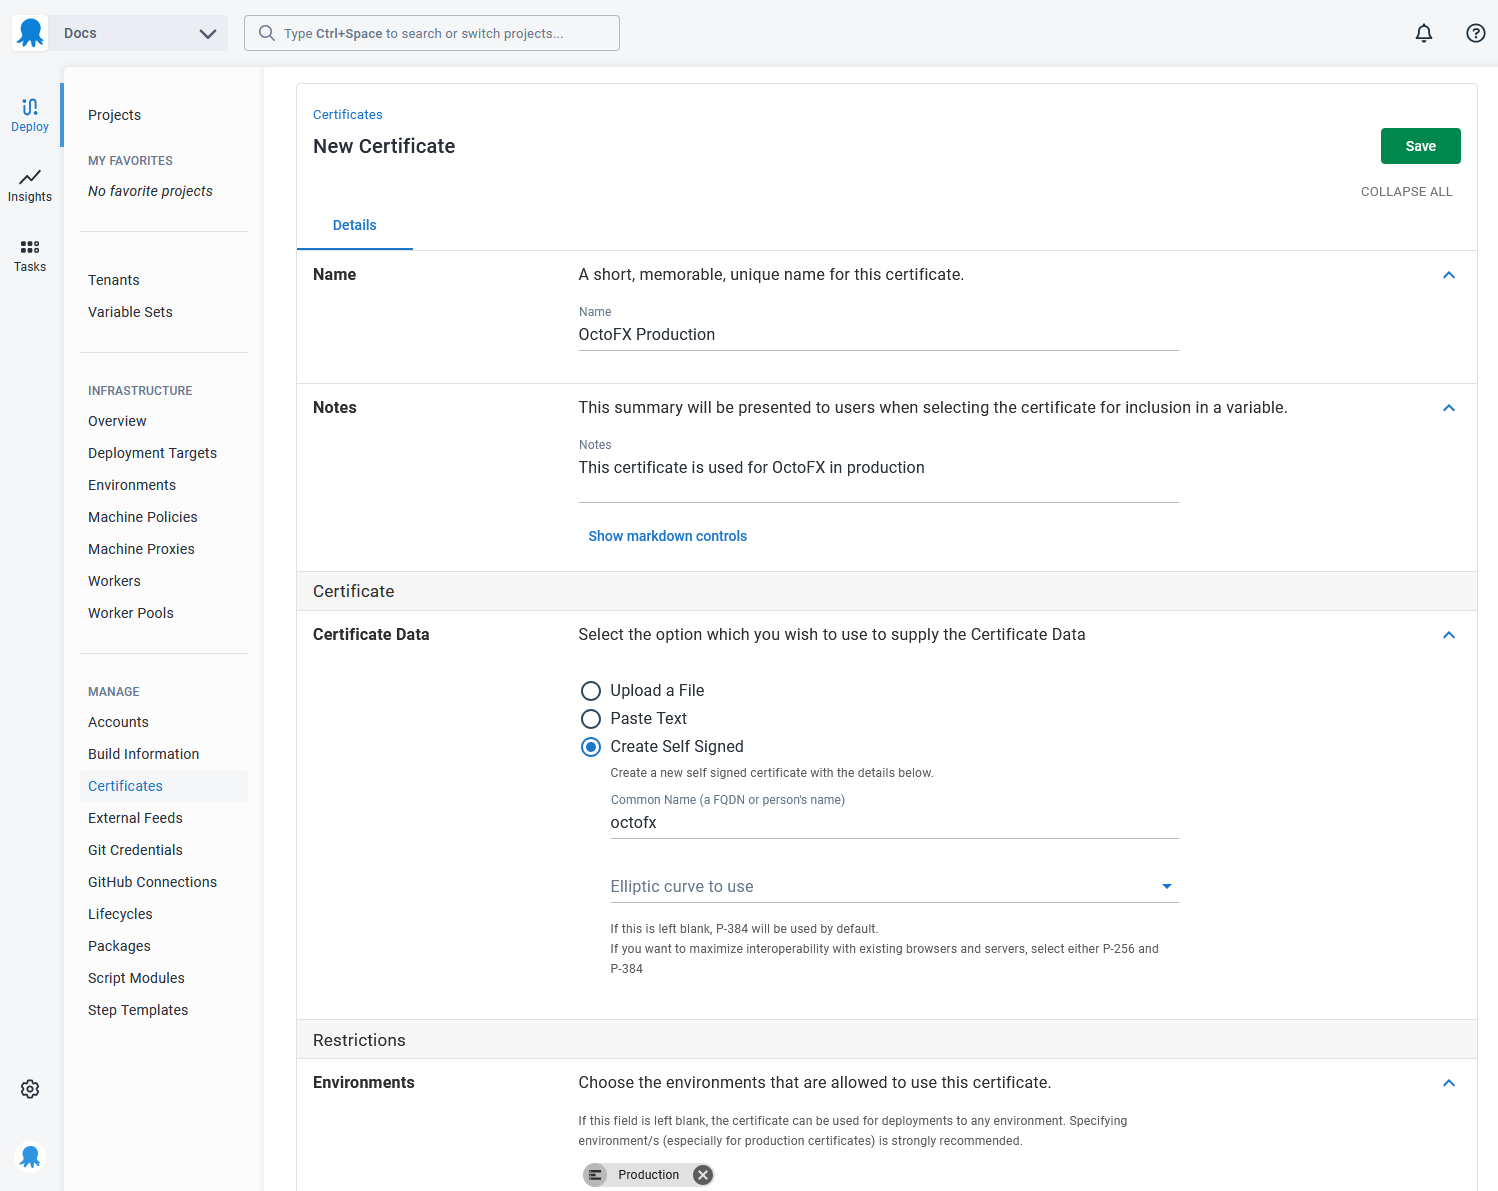 Docs
Type Ctrl+Space to search or switch projects...
Deploy
Insights
Tasks
Projects
MY FAVORITES
No favorite projects
Tenants
Variable Sets
INFRASTRUCTURE
Overview
Deployment Targets
Environments
Machine Policies
Machine Proxies
Workers
Worker Pools
MANAGE
Accounts
Build Information
Certificates
External Feeds
Git Credentials
GitHub Connections
Lifecycles
Packages
Script Modules
Step Templates
Certificates
New Certificate
Save
COLLAPSE ALL
Details
Name
A short, memorable, unique name for this certificate.
Name
OctoFX Production
Notes
This summary will be presented to users when selecting the certificate for inclusion in a variable.
Notes
This certificate is used for OctoFX in production
Show markdown controls
Certificate
Certificate Data
Select the option which you wish to use to supply the Certificate Data
Upload a File
Paste Text
Create Self Signed
Create a new self signed certificate with the details below.
Common Name (a FQDN or person's name)
octofx
Elliptic curve to use
If this is left blank, P-384 will be used by default.
If you want to maximize interoperability with existing browsers and servers, select either P-256 and
P-384
Restrictions
Environments
Choose the environments that are allowed to use this certificate.
If this field is left blank, the certificate can be used for deployments to any environment. Specifying
environment/s (especially for production certificates) is strongly recommended.
Production